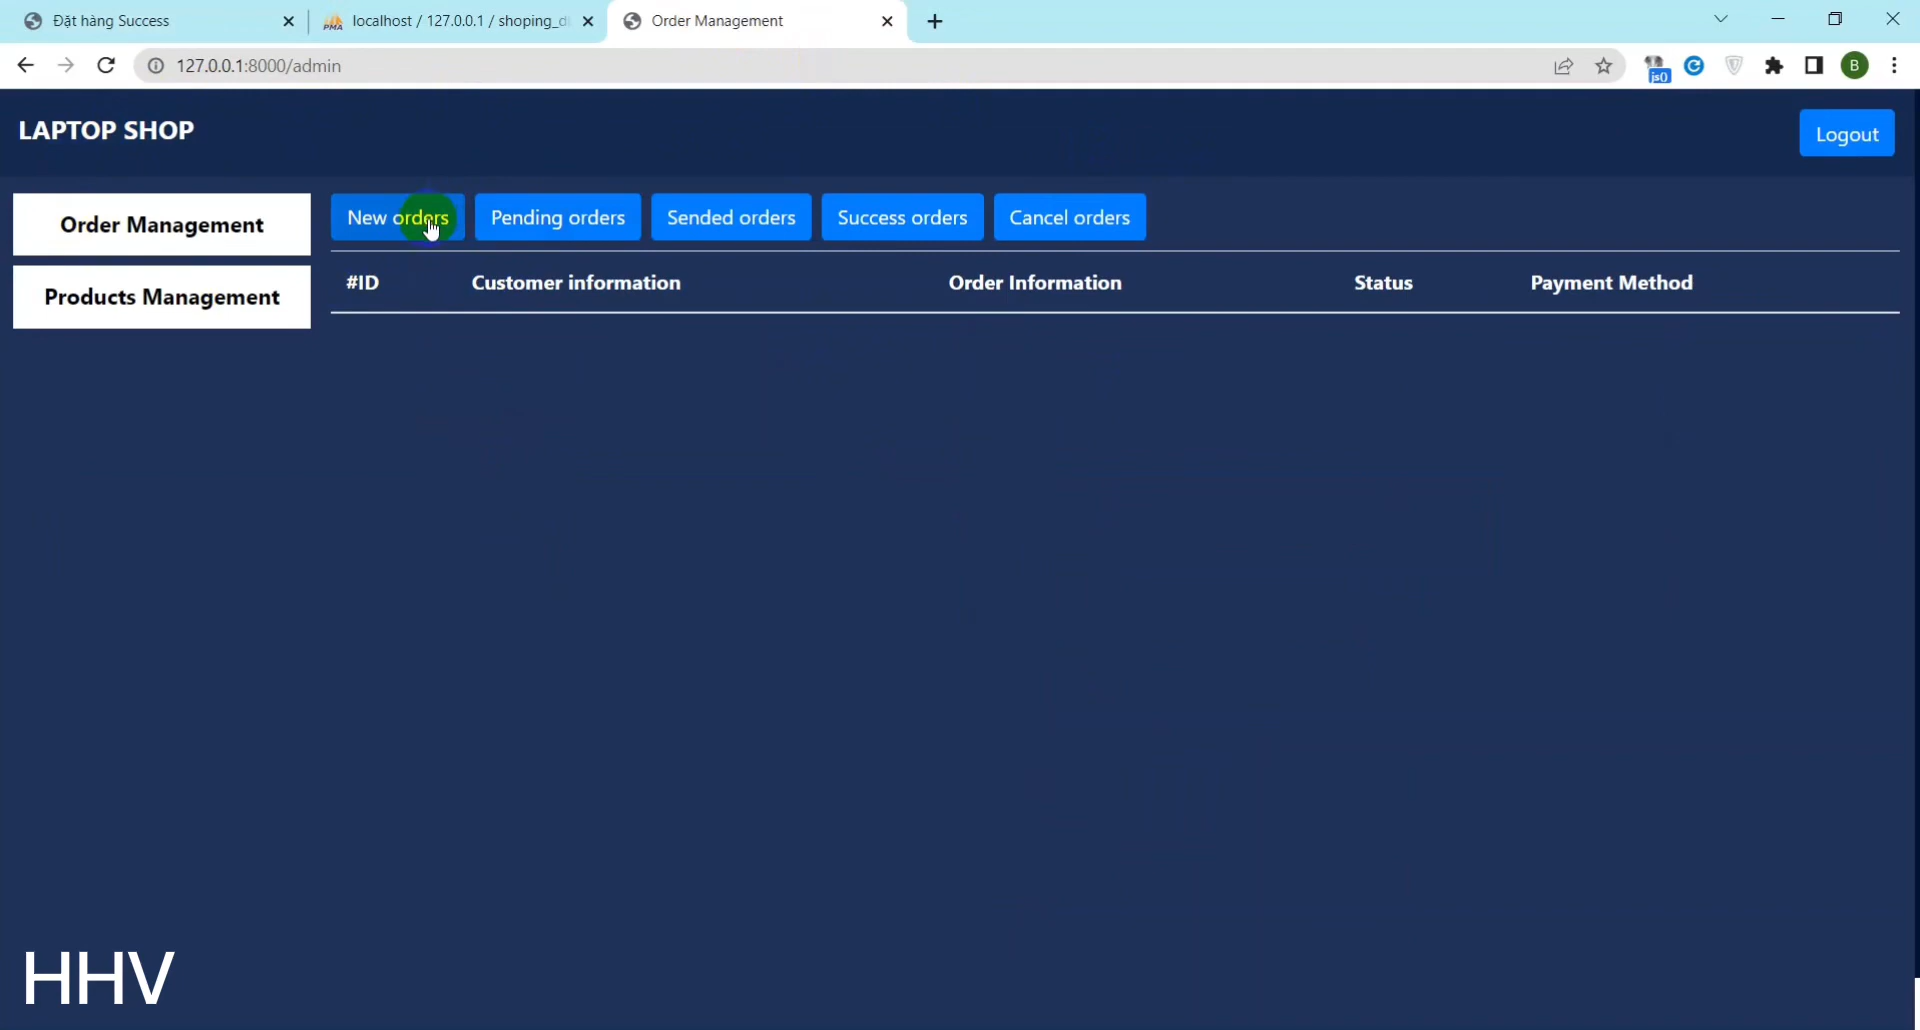 Đặt hàng Success
localhost / 127.0.0.1 / shoping_d
Order Management
127.0.0.1:8000/admin
js()
B
LAPTOP SHOP
Logout
Order Management
Products Management
New orders
Pending orders
Sended orders
Success orders
Cancel orders
#ID
Customer information
Order Information
Status
Payment Method
HHV